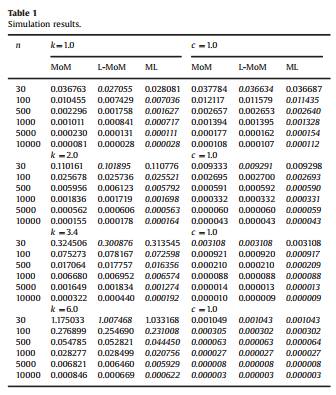 Table 1
Simulation results.
n k=1.0 c=1.0
MoM L-MoM ML MoM L-MoM ML
30 0.036763 0.027055 0.028081 0.037784 0.036634 0.036687
100 0.010455 0.007429 0.007036 0.012117 0.011579 0.011435
500 0.002296 0.001758 0.001627 0.002657 0.002653 0.002640
1000 0.001011 0.000841 0.000717 0.001394 0.001395 0.001328
5000 0.000230 0.000131 0.000111 0.000177 0.000162 0.000154
10000 0.000081 0.000028 0.000028 0.000108 0.000107 0.000112
k=2.0 c=1.0
30 0.110161 0.101895 0.110776 0.009333 0.009291 0.009298
100 0.025678 0.025736 0.025521 0.002695 0.002700 0.002693
500 0.005956 0.006123 0.005792 0.000591 0.000592 0.000590
1000 0.001836 0.001719 0.001698 0.000332 0.000332 0.000331
5000 0.000562 0.000606 0.000563 0.000060 0.000060 0.000059
10000 0.000155 0.000178 0.000164 0.000043 0.000043 0.000043
k=3.4 c=1.0
30 0.324506 0.300876 0.313545 0.003108 0.003108 0.003108
100 0.075273 0.078167 0.072598 0.000921 0.000920 0.000917
500 0.017064 0.017757 0.016356 0.000210 0.000210 0.000209
1000 0.006680 0.006952 0.006574 0.000088 0.000088 0.000088
5000 0.001649 0.001834 0.001274 0.000014 0.000013 0.000013
10000 0.000322 0.000440 0.000192 0.000010 0.000009 0.000009
k=6.0 c=1.0
30 1.175033 1.007468 1.033168 0.001049 0.001043 0.001043
100 0.276899 0.254690 0.231008 0.000305 0.000302 0.000302
500 0.054785 0.052821 0.044450 0.000063 0.000063 0.000064
1000 0.028277 0.028499 0.020756 0.000027 0.000027 0.000027
5000 0.006821 0.006460 0.005929 0.000008 0.000008 0.000008
10000 0.000846 0.000669 0.000622 0.000003 0.000003 0.000003